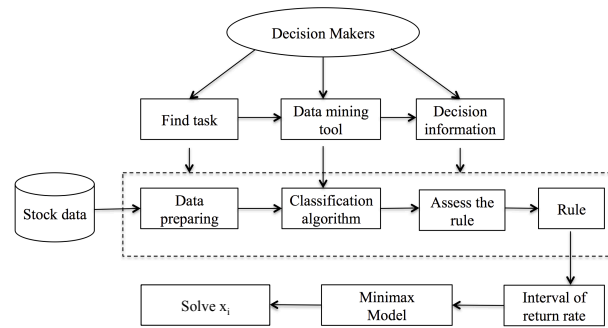 Decision Makers
Find task
Data mining
tool
Decision
information
Stock data
Data
preparing
Classification
algorithm
Assess the
rule
Rule
Solve xᵢ
Minimax
Model
Interval of
return rate